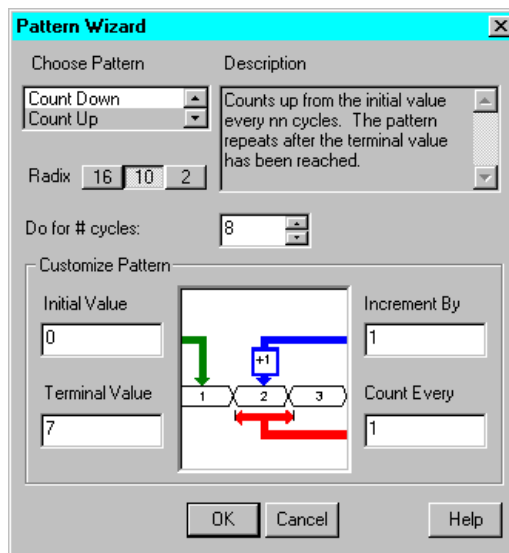 Pattern Wizard
Choose Pattern
Description
Count Down
Count Up
Counts up from the initial value
every nn cycles. The pattern
repeats after the terminal value
has been reached.
Radix 16 10 2
Do for # cycles: 8
Customize Pattern
Initial Value
0
Increment By
1
+1
1 2 3
Terminal Value
7
Count Every
1
OK Cancel Help